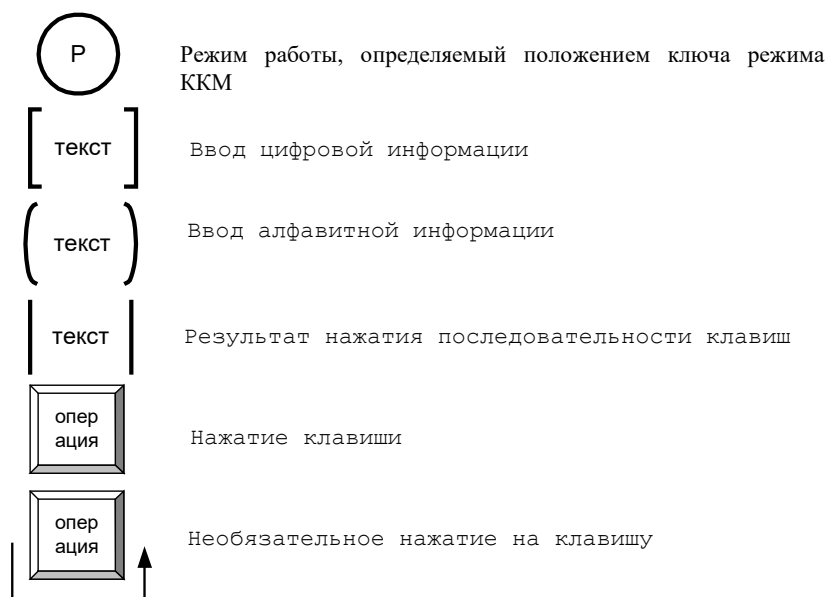 Р
Режим работы, определяемый положением ключа режима
ККМ
текст
Ввод цифровой информации
текст
Ввод алфавитной информации
текст
Результат нажатия последовательности клавиш
опер
ация
Нажатие клавиши
опер
ация
Необязательное нажатие на клавишу